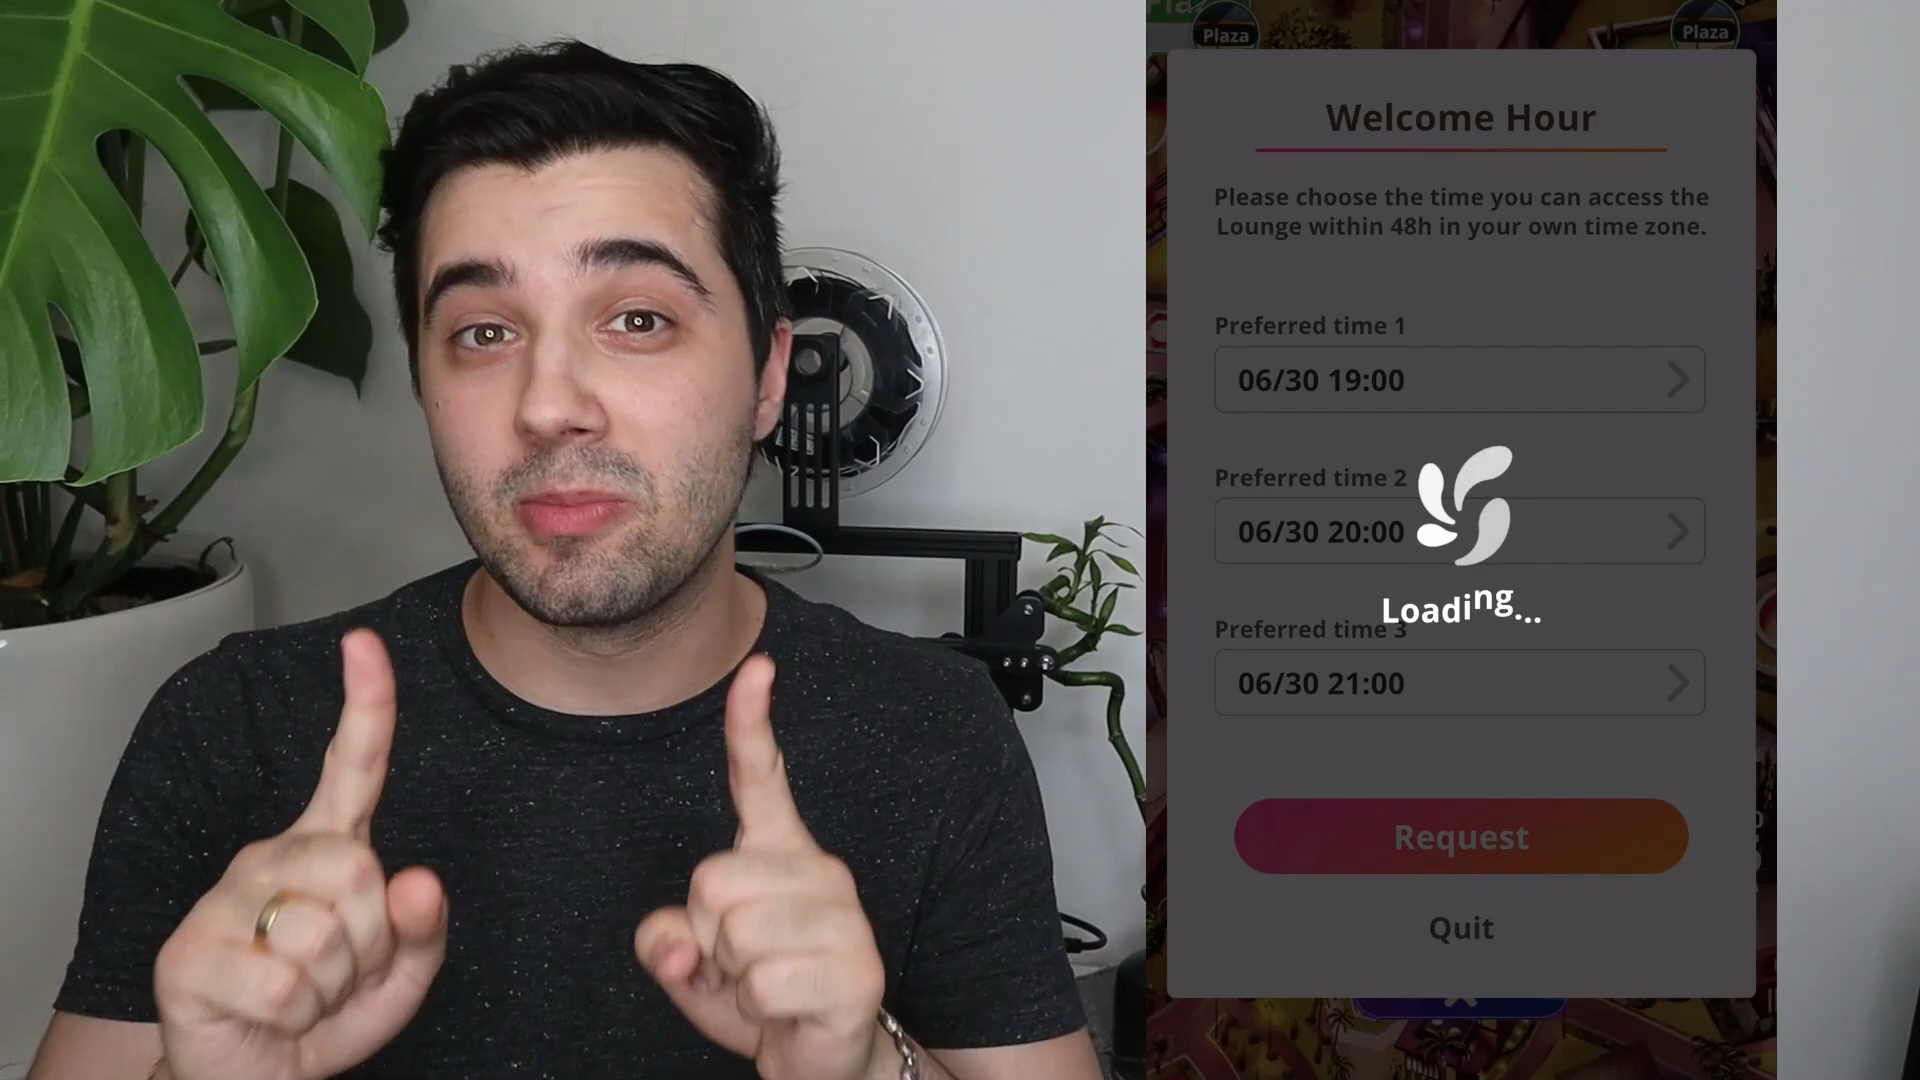 Plaza
Plaza
Welcome Hour
Please choose the time you can access the
Lounge within 48h in your own time zone.
Preferred time 1
06/30 19:00
Preferred time 2
06/30 20:00
Loading...
Preferred time 3
06/30 21:00
Request
Quit